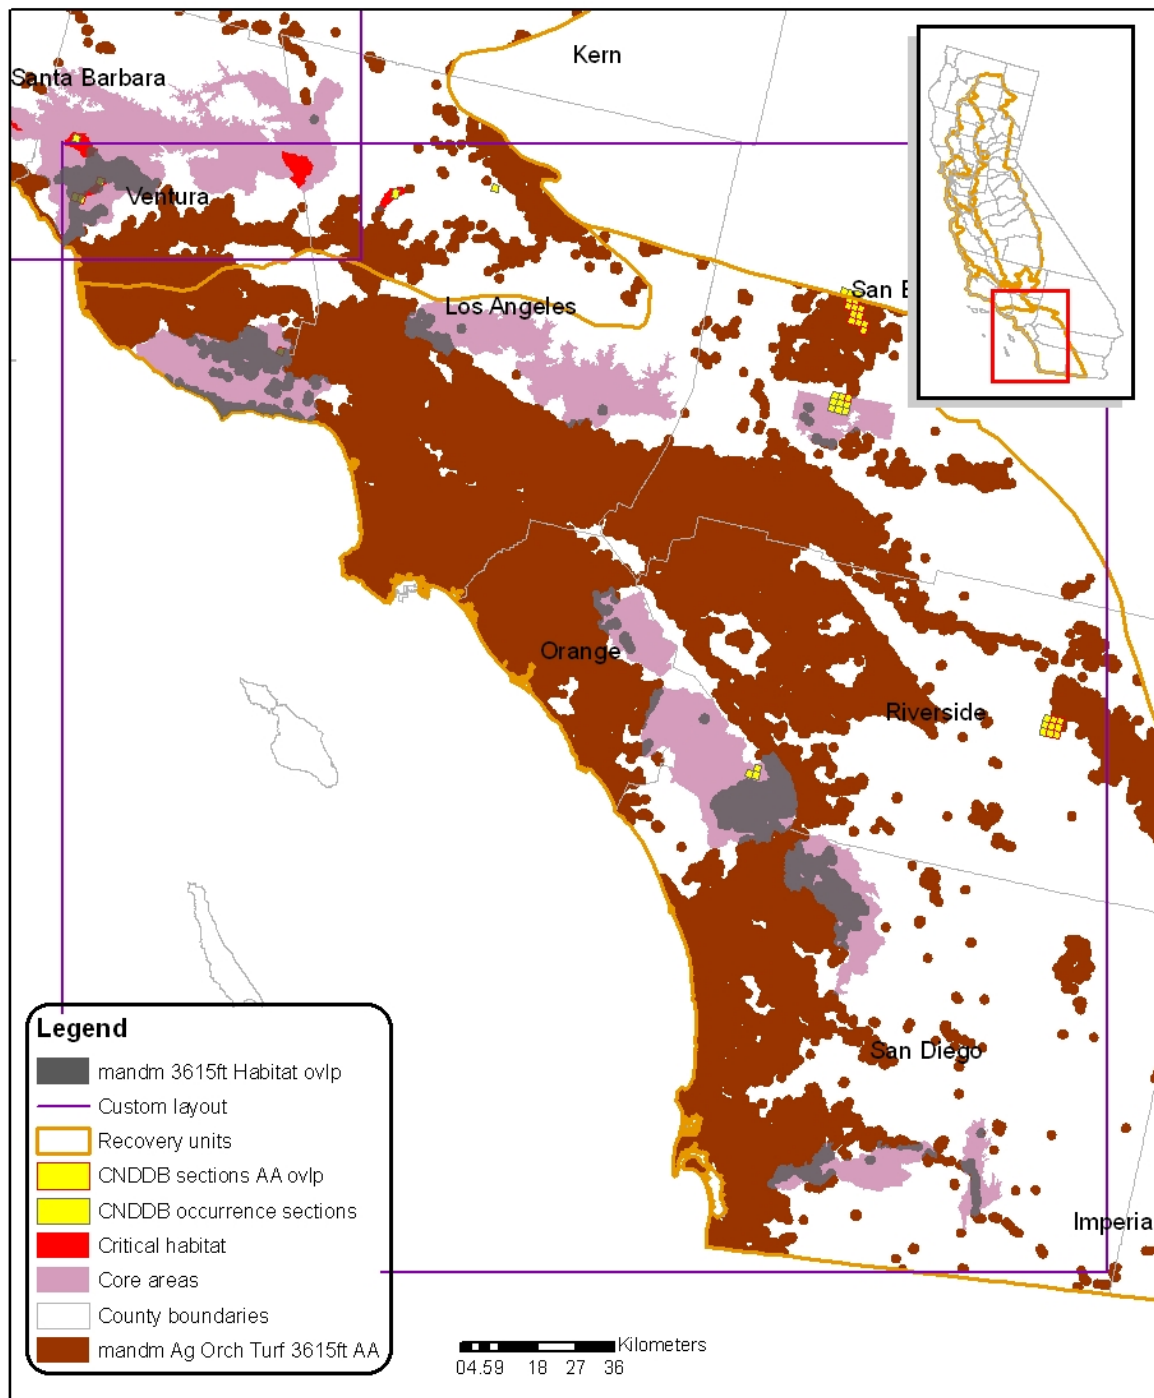 Kern
Santa Barbara
Ventura
San B
Los Angeles
Orange
Riverside
San Diego
Imperia
Legend
mandm 3615ft Habitat ovlp
Custom layout
Recovery units
CNDDB sections AA ovlp
CNDDB occurrence sections
Critical habitat
Core areas
County boundaries
mandm Ag Orch Turf 3615ft AA
Kilometers
04.59 18 27 36